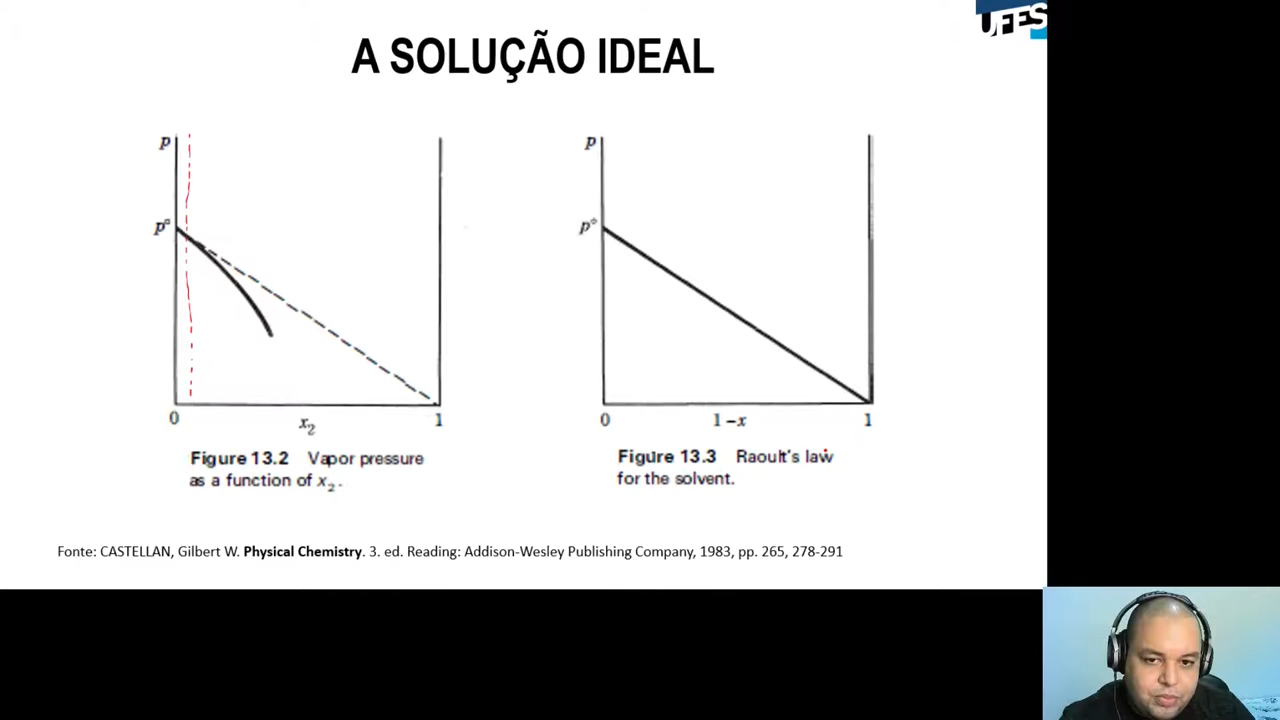 UFES
A SOLUÇÃO IDEAL
p
p°
0
x₂
1
Figure 13.2 Vapor pressure
as a function of x₂.
p
p°
0
1 – x
1
Figure 13.3 Raoult's law
for the solvent.
Fonte: CASTELLAN, Gilbert W. Physical Chemistry. 3. ed. Reading: Addison-Wesley Publishing Company, 1983, pp. 265, 278-291